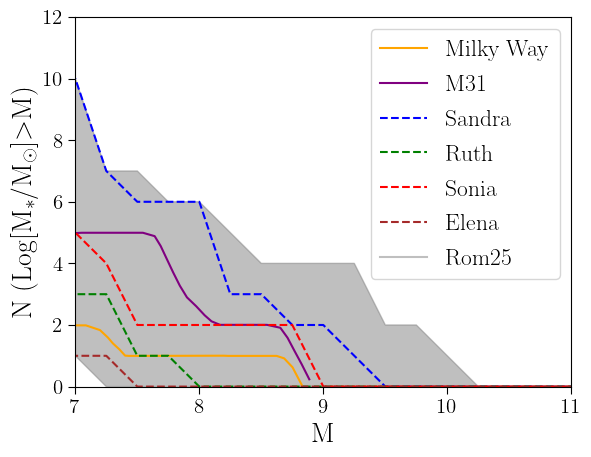 12
10
8
6
4
2
0
N (Log[M*/M⊙]>M)
7
8
9
10
11
M
Milky Way
M31
Sandra
Ruth
Sonia
Elena
Rom25